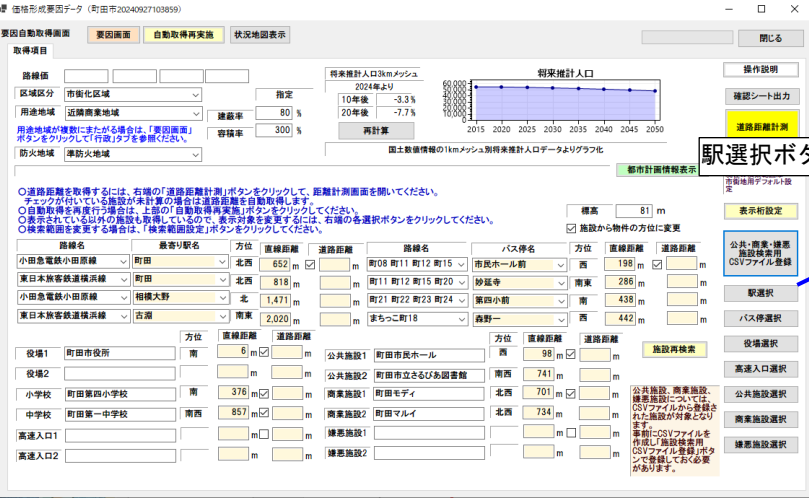 価格形成要因データ（町田市20240927103859）
要因自動取得画面 要因画面 自動取得再実施 状況地図表示 閉じる
取得項目
路線価
区域区分 市街化区域 指定
用途地域 近隣商業地域 建蔽率 80 %
用途地域が複数にまたがる場合は、「要因画面」
ボタンをクリックして「行政」タブを参照ください。
容積率 300 %
防火地域 準防火地域
将来推計人口3kmメッシュ
2024年より
10年後 -3.3%
20年後 -7.7%
再計算
将来推計人口
60,000
50,000
40,000
30,000
20,000
10,000
0
2015 2020 2025 2030 2035 2040 2045 2050
国土数値情報の1kmメッシュ別将来推計人口データよりグラフ化
操作説明
確認シート出力
道路距離計測
駅選択ボタ
都市計画情報表示
市街地用デフォルト設
定
表示桁設定
○道路距離を取得するには、右端の「道路距離計測」ボタンをクリックして、距離計測画面を開いてください。
チェックが付いている施設が未計算の場合は道路距離を自動取得します。
○自動取得を再度行う場合は、上部の「自動取得再実施」ボタンをクリックしてください。
○表示されている以外の施設も取得しているので、表示対象を変更するには、右端の各選択ボタンをクリックしてください。
○検索範囲を変更する場合は、「検索範囲設定」ボタンをクリックしてください。
標高 81 m
施設から物件の方位に変更
路線名 最寄り駅名 方位 直線距離 道路距離 路線名 バス停名 方位 直線距離 道路距離
小田急電鉄小田原線 町田 北西 652 m m 町08 町11 町12 町15 市民ホール前 西 198 m m
東日本旅客鉄道横浜線 町田 北西 818 m m 町11 町12 町15 町20 妙延寺 南東 286 m m
小田急電鉄小田原線 相模大野 北 1,471 m m 町21 町22 町23 町24 第四小前 南 438 m m
東日本旅客鉄道横浜線 古淵 南東 2,020 m m まちっこ町18 森野一 西 442 m m
公共・商業・嫌悪
施設検索用
CSVファイル登録
駅選択
バス停選択
役場選択
高速入口選択
公共施設選択
商業施設選択
嫌悪施設選択
方位 直線距離 道路距離
役場1 町田市役所 南 6 m m
役場2 m m
小学校 町田第四小学校 南 376 m m
中学校 町田第一中学校 南西 857 m m
高速入口1 m m
高速入口2 m m
方位 直線距離 道路距離
公共施設1 町田市民ホール 西 98 m m
公共施設2 町田市立さるびあ図書館 南西 741 m m
商業施設1 町田モディ 北西 701 m m
商業施設2 町田マルイ 北西 734 m m
嫌悪施設1 m m
嫌悪施設2 m m
施設再検索
公共施設、商業施設、
嫌悪施設については、
CSVファイルから登録さ
れた施設が対象となり
ます。
事前にCSVファイルを
作成し「施設検索用
CSVファイル登録」ボタ
ンで登録しておく必要
があります。